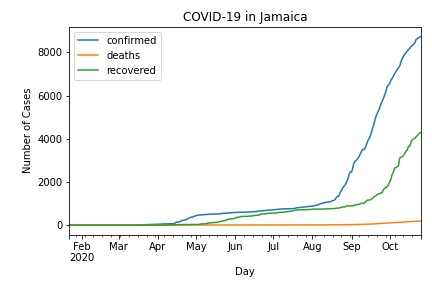 COVID-19 in Jamaica
confirmed
deaths
recovered
Number of Cases
8000
6000
4000
2000
0
Feb Mar Apr May Jun Jul Aug Sep Oct
2020
Day